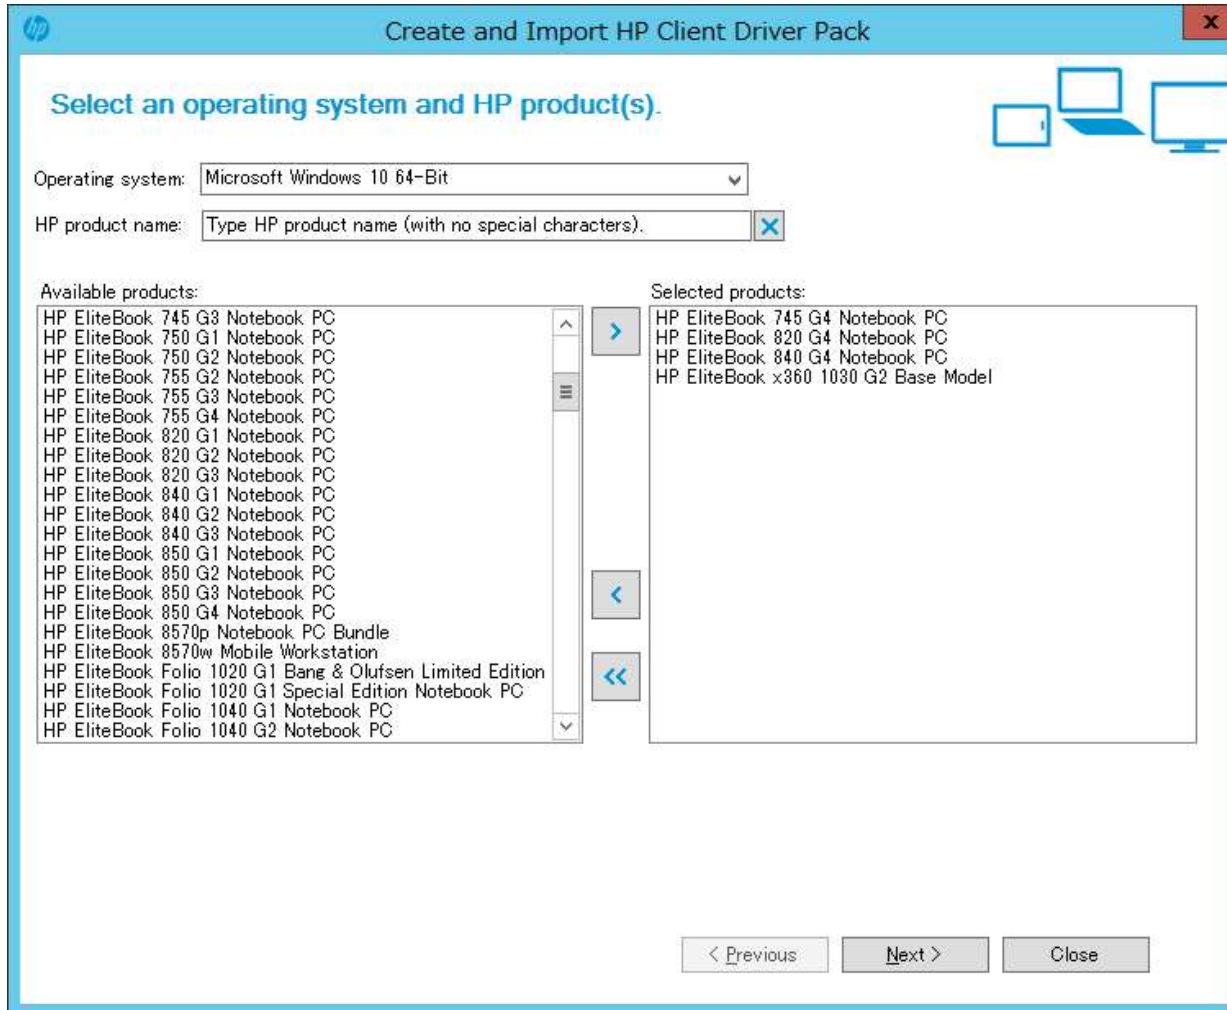 hp
Create and Import HP Client Driver Pack
x
Select an operating system and HP product(s).
Operating system: Microsoft Windows 10 64-Bit
HP product name: Type HP product name (with no special characters).
Available products:
HP EliteBook 745 G3 Notebook PC
HP EliteBook 750 G1 Notebook PC
HP EliteBook 750 G2 Notebook PC
HP EliteBook 755 G2 Notebook PC
HP EliteBook 755 G3 Notebook PC
HP EliteBook 755 G4 Notebook PC
HP EliteBook 820 G1 Notebook PC
HP EliteBook 820 G2 Notebook PC
HP EliteBook 820 G3 Notebook PC
HP EliteBook 840 G1 Notebook PC
HP EliteBook 840 G2 Notebook PC
HP EliteBook 840 G3 Notebook PC
HP EliteBook 850 G1 Notebook PC
HP EliteBook 850 G2 Notebook PC
HP EliteBook 850 G3 Notebook PC
HP EliteBook 850 G4 Notebook PC
HP EliteBook 8570p Notebook PC Bundle
HP EliteBook 8570w Mobile Workstation
HP EliteBook Folio 1020 G1 Bang & Olufsen Limited Edition
HP EliteBook Folio 1020 G1 Special Edition Notebook PC
HP EliteBook Folio 1040 G1 Notebook PC
HP EliteBook Folio 1040 G2 Notebook PC
>
<
<<
Selected products:
HP EliteBook 745 G4 Notebook PC
HP EliteBook 820 G4 Notebook PC
HP EliteBook 840 G4 Notebook PC
HP EliteBook x360 1030 G2 Base Model
< Previous
Next >
Close